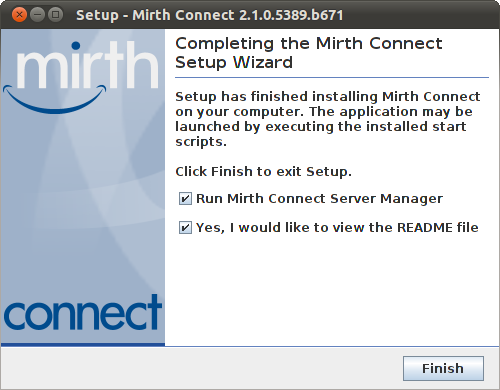 Setup - Mirth Connect 2.1.0.5389.b671
mirth
connect
Completing the Mirth Connect
Setup Wizard
Setup has finished installing Mirth Connect
on your computer. The application may be
launched by executing the installed start
scripts.
Click Finish to exit Setup.
Run Mirth Connect Server Manager
Yes, I would like to view the README file
Finish